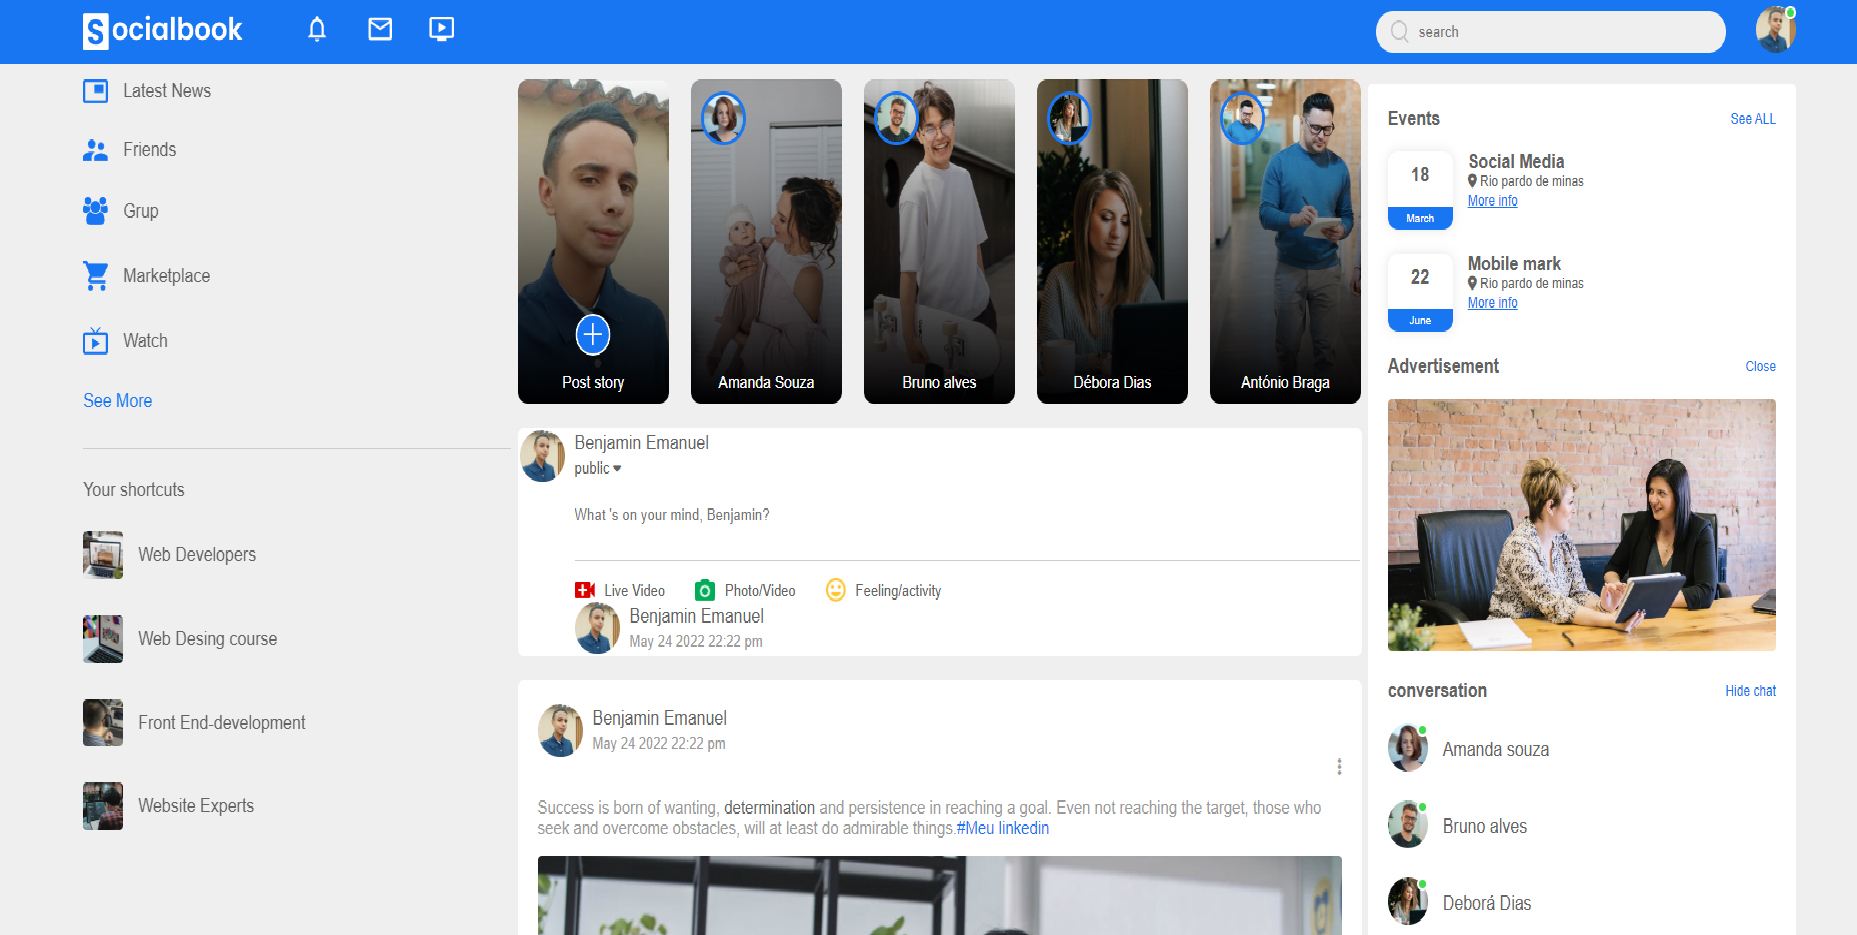 Socialbook
search
Latest News
Friends
Grup
Marketplace
Watch
See More
Your shortcuts
Web Developers
Web Desing course
Front End-development
Website Experts
Post story
Amanda Souza
Bruno alves
Débora Dias
António Braga
Benjamin Emanuel
public
What 's on your mind, Benjamin?
Live Video
Photo/Video
Feeling/activity
Benjamin Emanuel
May 24 2022 22:22 pm
Benjamin Emanuel
May 24 2022 22:22 pm
Success is born of wanting, determination and persistence in reaching a goal. Even not reaching the target, those who
seek and overcome obstacles, will at least do admirable things.#Meu linkedin
Events
See ALL
18
March
Social Media
Rio pardo de minas
More info
22
June
Mobile mark
Rio pardo de minas
More info
Advertisement
Close
conversation
Hide chat
Amanda souza
Bruno alves
Deborá Dias